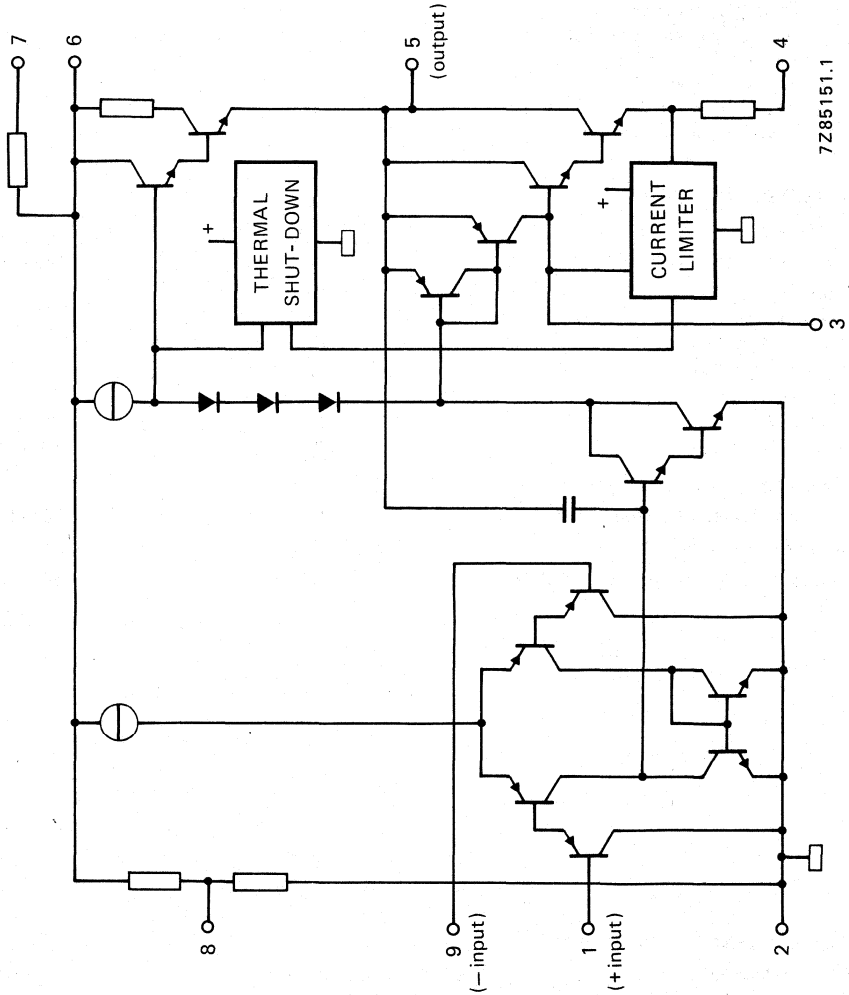 7
6
8
+
THERMAL
SHUT-DOWN
5
(output)
9
(– input)
1
(+input)
+
CURRENT
LIMITER
2
4
3
7Z85151.1